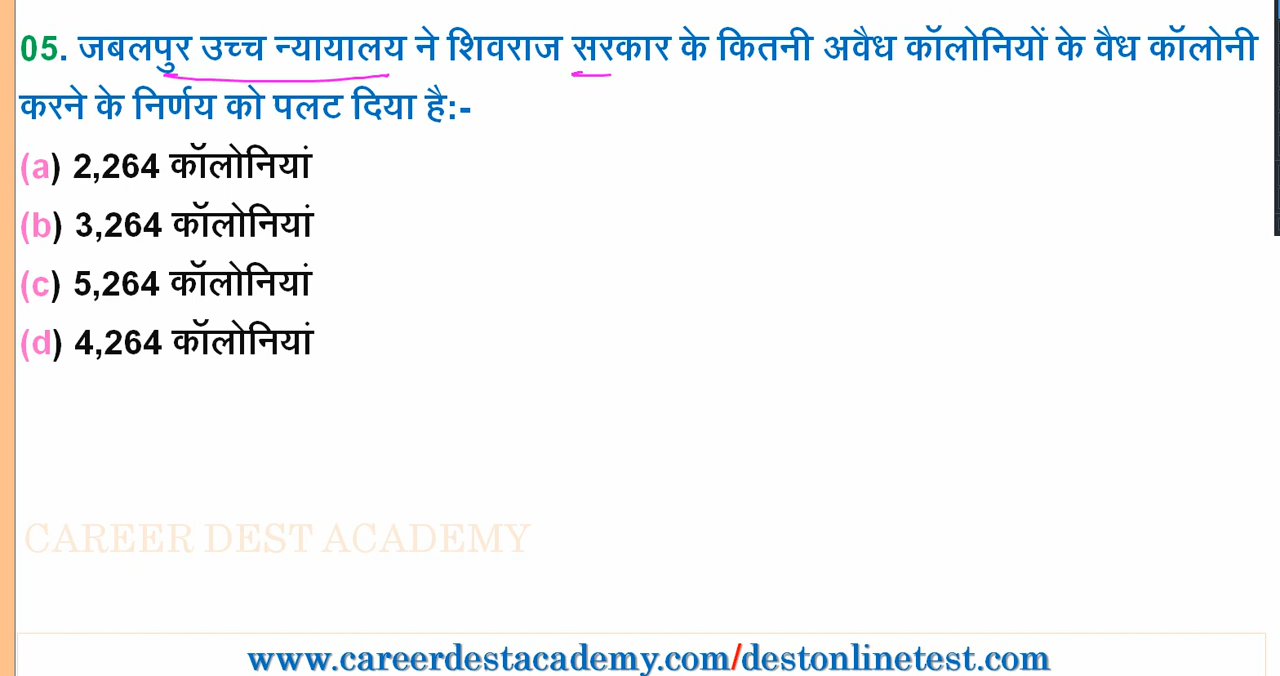 05. जबलपुर उच्च न्यायालय ने शिवराज सरकार के कितनी अवैध कॉलोनियों के वैध कॉलोनी
करने के निर्णय को पलट दिया है:-
(a) 2,264 कॉलोनियां
(b) 3,264 कॉलोनियां
(c) 5,264 कॉलोनियां
(d) 4,264 कॉलोनियां
CAREER DEST ACADEMY
www.careerdestacademy.com/destonlinetest.com